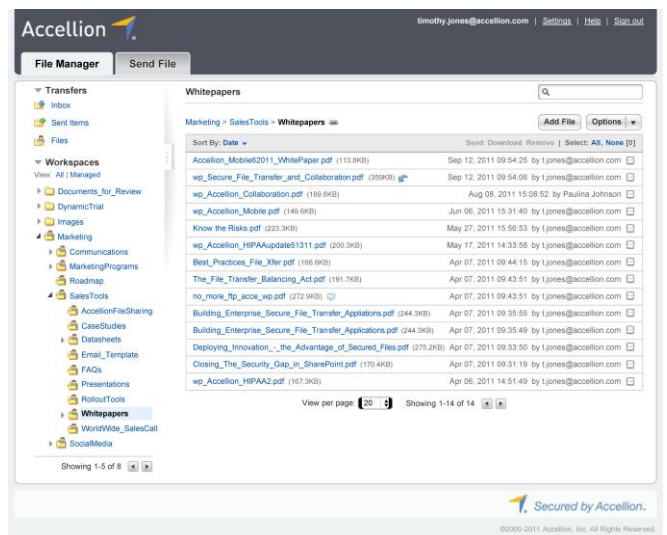 Accellion
timothy.jones@accellion.com | Settings | Help | Sign out
File Manager Send File
Transfers
Inbox
Sent Items
Files
Workspaces
View: All | Managed
Documents_for_Review
DynamicTrial
Images
Marketing
Communications
MarketingPrograms
Roadmap
SalesTools
AccellionFileSharing
CaseStudies
Datasheets
Email_Template
FAQs
Presentations
RolloutTools
Whitepapers
WorldWide_SalesCall
SocialMedia
Showing 1-5 of 8
Whitepapers
Marketing > SalesTools > Whitepapers
Add File Options
Sort By: Date Send Download Remove | Select: All, None [0]
Accellion_Mobile62011_WhitePaper.pdf (113.8KB) Sep 12, 2011 09:54:25 by t.jones@accellion.com
wp_Secure_File_Transfer_and_Collaboration.pdf (359KB) Sep 12, 2011 09:54:06 by t.jones@accellion.com
wp_Accellion_Collaboration.pdf (189.8KB) Aug 08, 2011 15:08:52 by Paulina Johnson
wp_Accellion_Mobile.pdf (149.6KB) Jun 06, 2011 15:31:40 by t.jones@accellion.com
Know the Risks.pdf (223.3KB) May 27, 2011 15:56:53 by t.jones@accellion.com
wp_Accellion_HIPAAupdate51311.pdf (200.3KB) May 17, 2011 14:33:58 by t.jones@accellion.com
Best_Practices_File_Xfer.pdf (166.6KB) Apr 07, 2011 09:44:15 by t.jones@accellion.com
The_File_Transfer_Balancing_Act.pdf (191.7KB) Apr 07, 2011 09:43:51 by t.jones@accellion.com
no_more_ftp_acce_wp.pdf (272.9KB) Apr 07, 2011 09:43:51 by t.jones@accellion.com
Building_Enterprise_Secure_File_Transfer_Appliations.pdf (244.3KB) Apr 07, 2011 09:35:55 by t.jones@accellion.com
Building_Enterprise_Secure_File_Transfer_Applications.pdf (244.3KB) Apr 07, 2011 09:35:49 by t.jones@accellion.com
Deploying_Innovation_-_the_Advantage_of_Secured_Files.pdf (275.2KB) Apr 07, 2011 09:33:50 by t.jones@accellion.com
Closing_The_Security_Gap_in_SharePoint.pdf (170.4KB) Apr 07, 2011 09:31:19 by t.jones@accellion.com
wp_Accellion_HIPAA2.pdf (167.3KB) Apr 06, 2011 14:51:49 by t.jones@accellion.com
View per page: 20 Showing 1-14 of 14
Secured by Accellion.
©2000-2011 Accellion, Inc. All Rights Reserved.